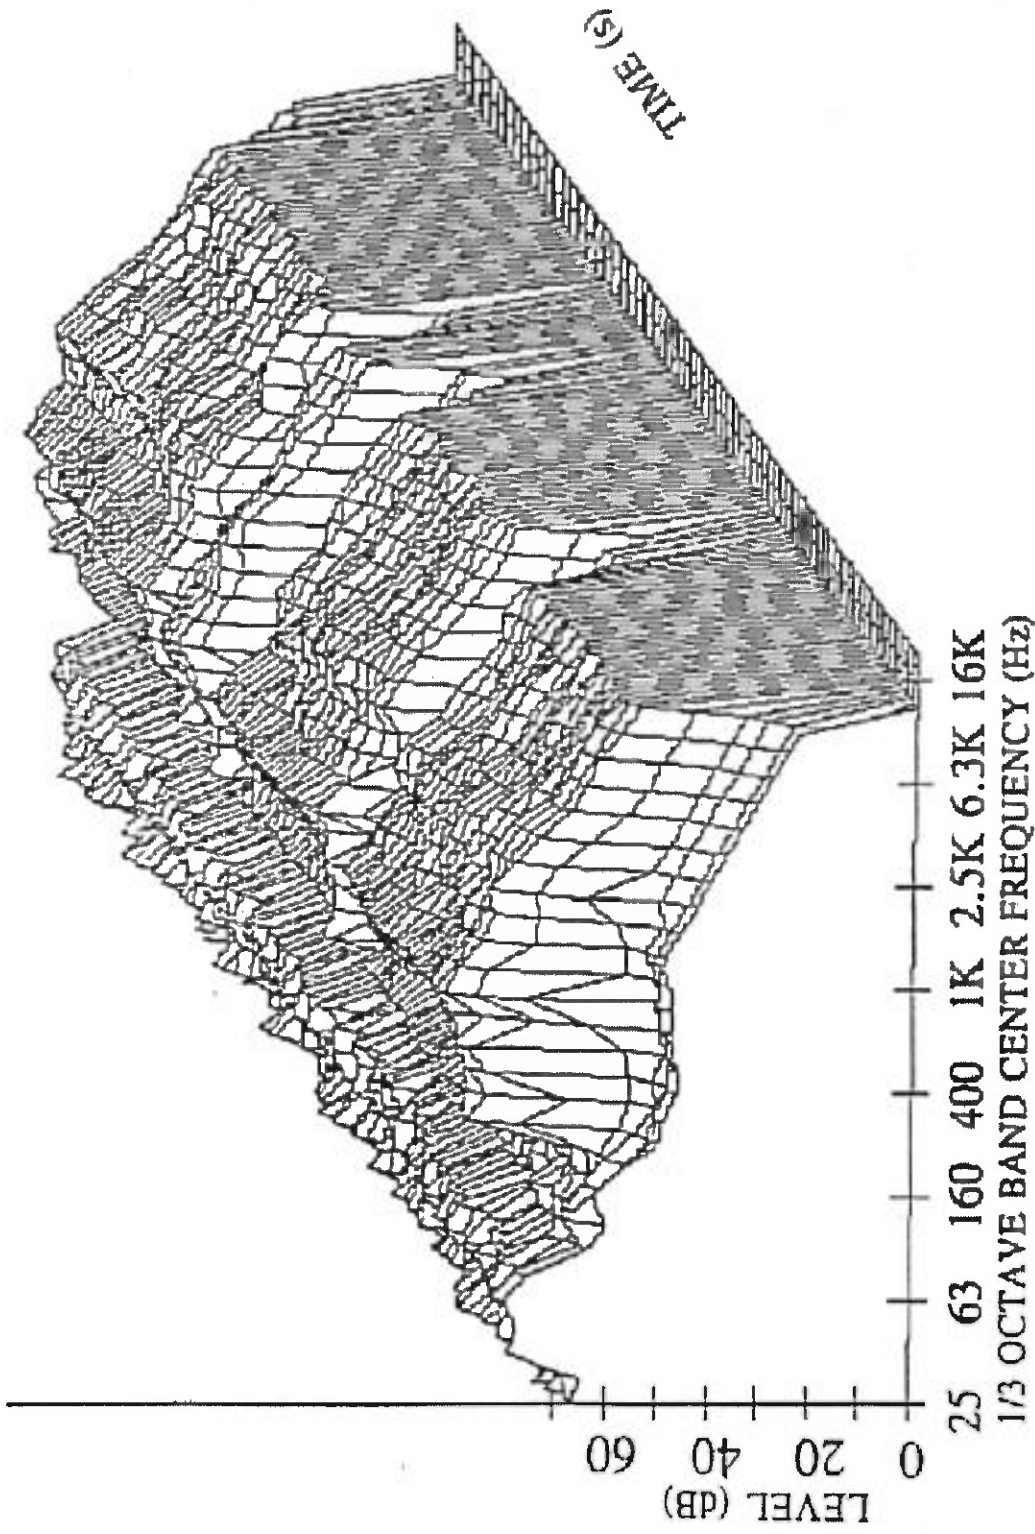 TIME (s)
LEVEL (dB)
60
40
20
0
25 63 160 400 1K 2.5K 6.3K 16K
1/3 OCTAVE BAND CENTER FREQUENCY (Hz)